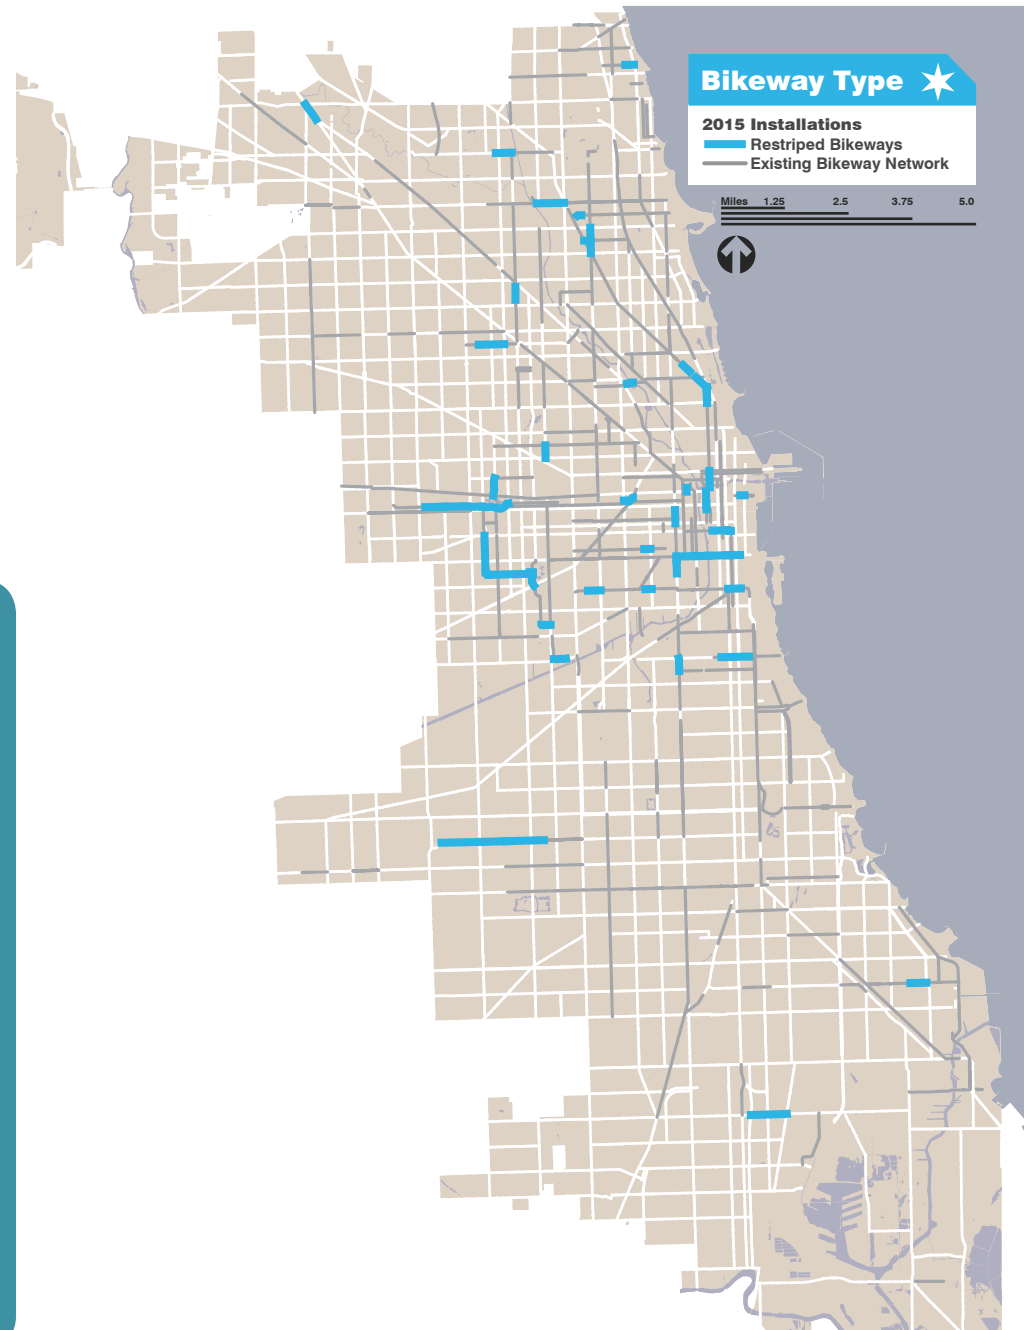 Bikeway Type
2015 Installations
Restriped Bikeways
Existing Bikeway Network
Miles 1.25 2.5 3.75 5.0